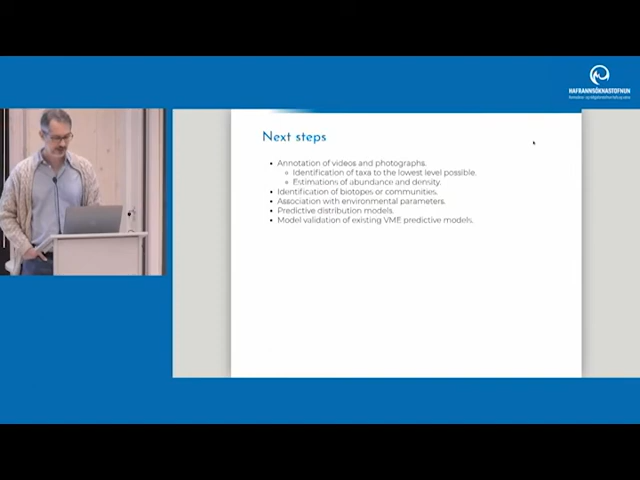 HAFRANNSÓKNASTOFNUN
Next steps
• Annotation of videos and photographs.
◦ Identification of taxa to the lowest level possible.
◦ Estimations of abundance and density.
• Identification of biotopes or communities.
• Association with environmental parameters.
• Predictive distribution models.
• Model validation of existing VME predictive models.